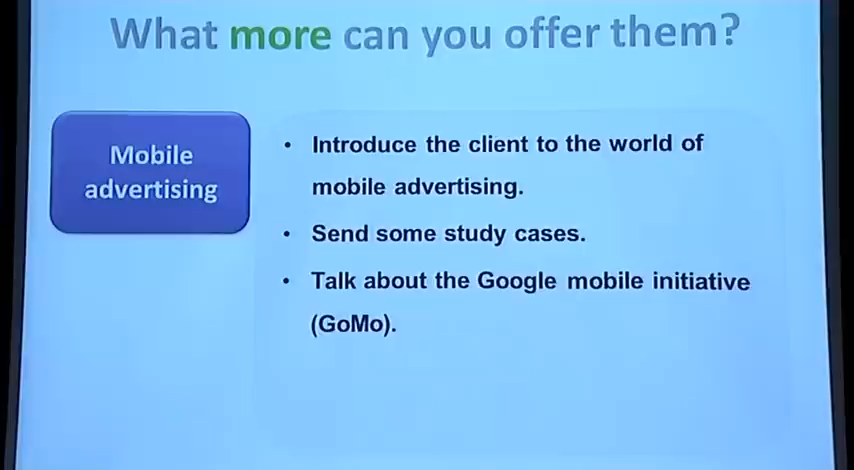 What more can you offer them?
Mobile
advertising
• Introduce the client to the world of
mobile advertising.
• Send some study cases.
• Talk about the Google mobile initiative
(GoMo).